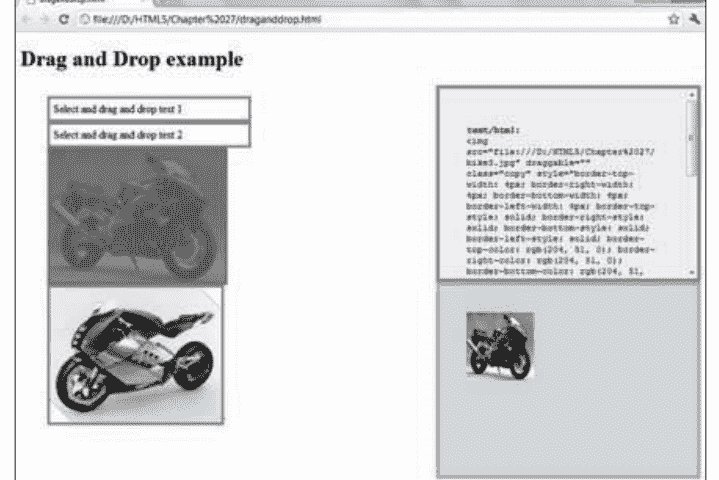 file:///D:/HTML5/Chapter%2027/draganddrop.html
Drag and Drop example
Select and drag and drop text 1
Select and drag and drop text 2
text/html:
<img
src="file:///D:/HTML5/Chapter%2027/
bike5.jpg" draggable=""
class="copy" style="border-top-
width: 4px; border-right-width:
4px; border-bottom-width: 4px;
border-left-width: 4px; border-top-
style: solid; border-right-style:
solid; border-bottom-style: solid;
border-left-style: solid; border-
top-color: rgb(204, 51, 0); border-
right-color: rgb(204, 51, 0);
border-bottom-color: rgb(204, 51,